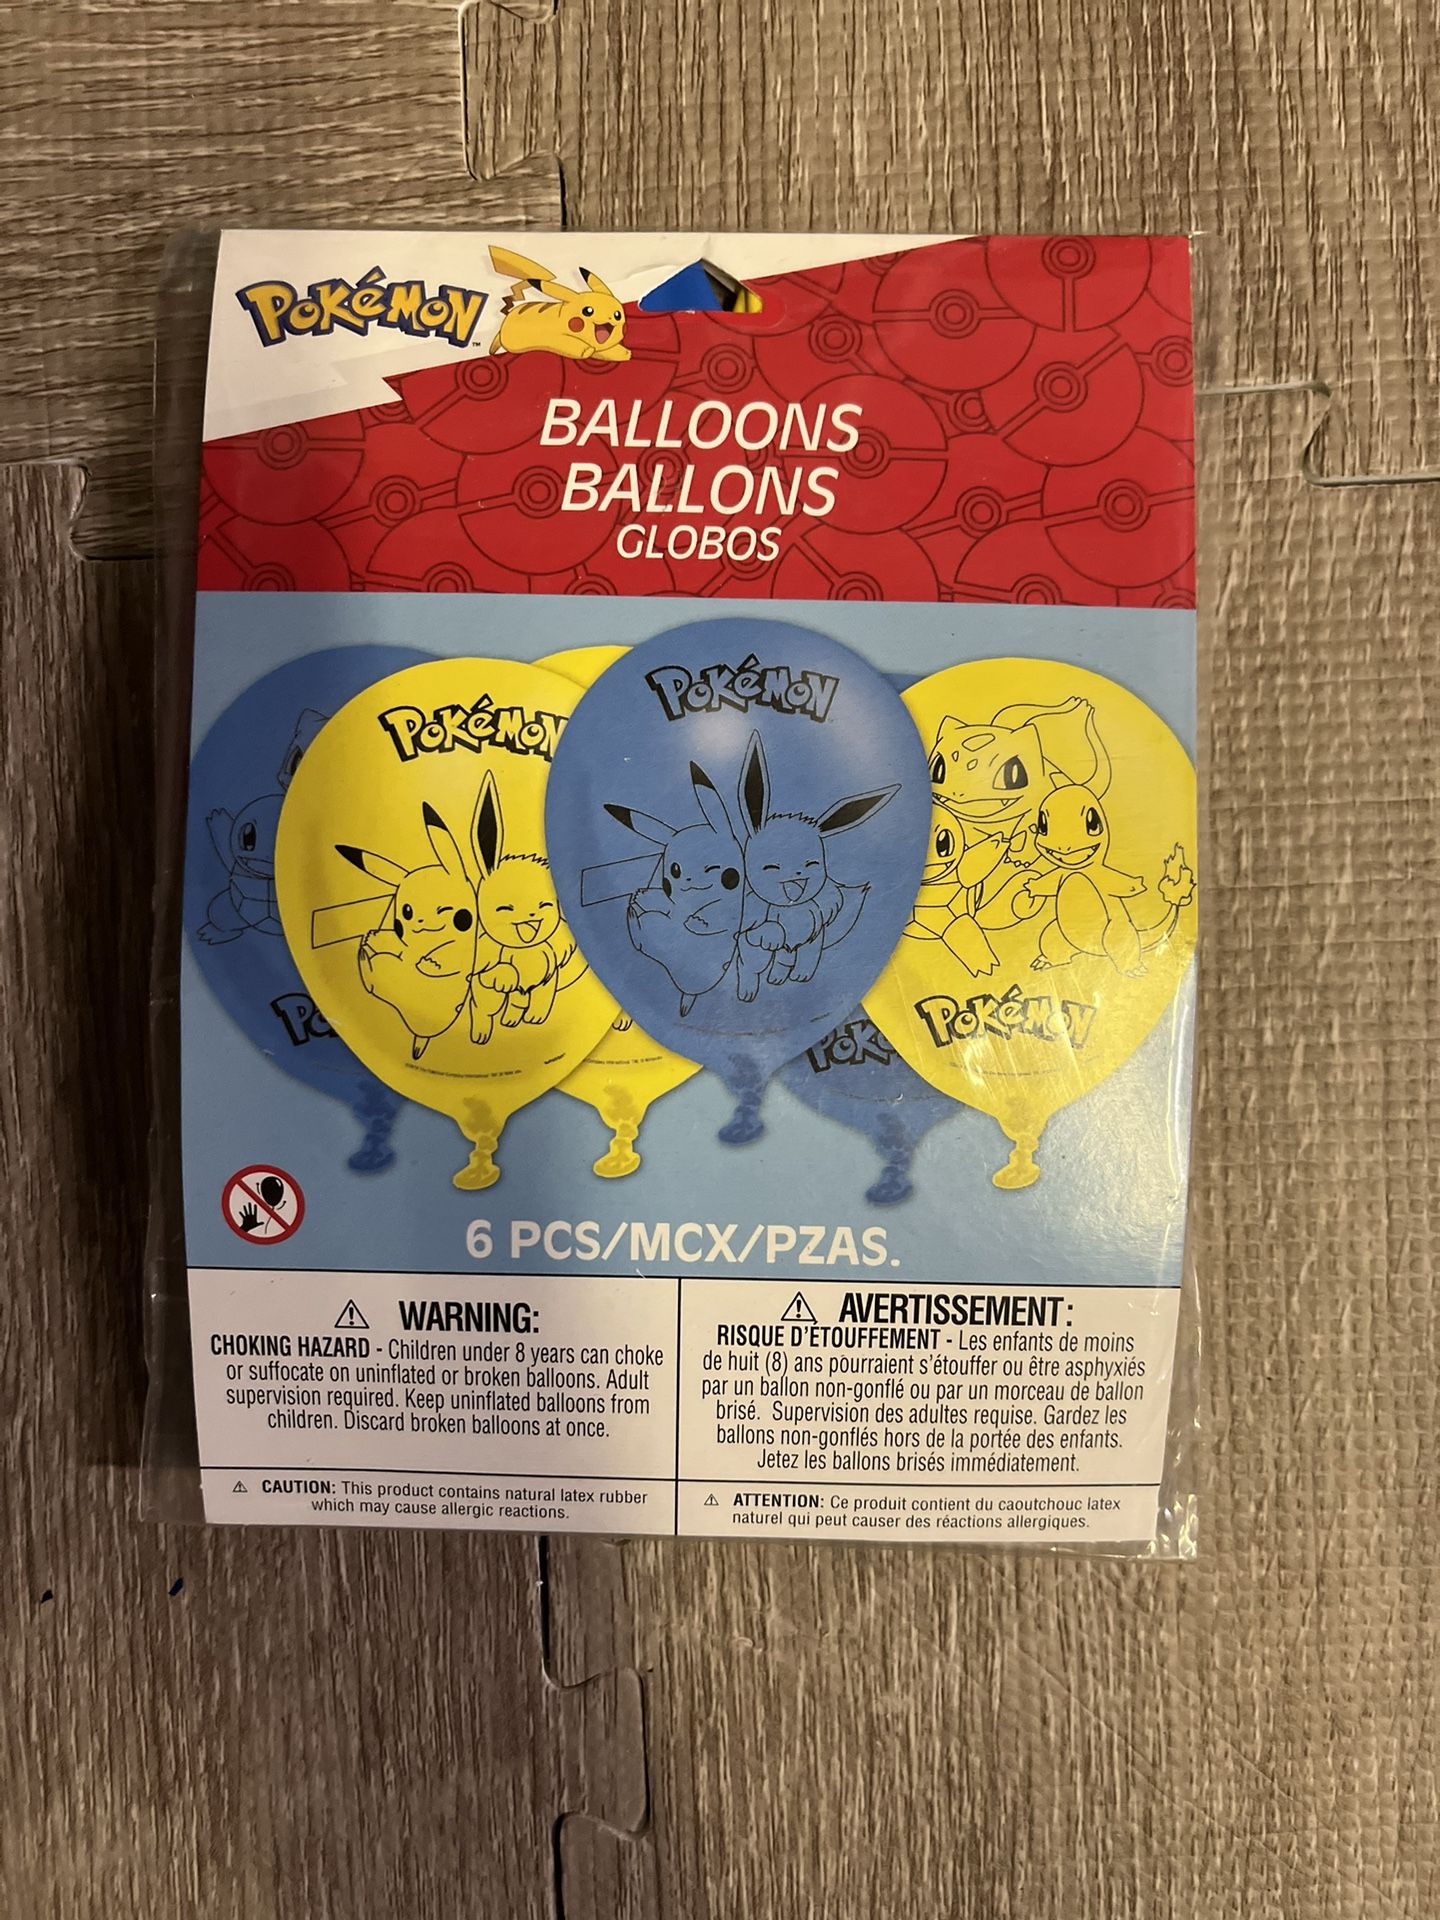 POKéMON™
BALLOONS
BALLONS
GLOBOS
POKéMON
POKéMON
POKéMON
6 PCS/MCX/PZAS.
⚠ WARNING:
CHOKING HAZARD - Children under 8 years can choke
or suffocate on uninflated or broken balloons. Adult
supervision required. Keep uninflated balloons from
children. Discard broken balloons at once.
⚠ CAUTION: This product contains natural latex rubber
which may cause allergic reactions.
⚠ AVERTISSEMENT:
RISQUE D'ÉTOUFFEMENT - Les enfants de moins
de huit (8) ans pourraient s'étouffer ou être asphyxiés
par un ballon non-gonflé ou par un morceau de ballon
brisé. Supervision des adultes requise. Gardez les
ballons non-gonflés hors de la portée des enfants.
Jetez les ballons brisés immédiatement.
⚠ ATTENTION: Ce produit contient du caoutchouc latex
naturel qui peut causer des réactions allergiques.